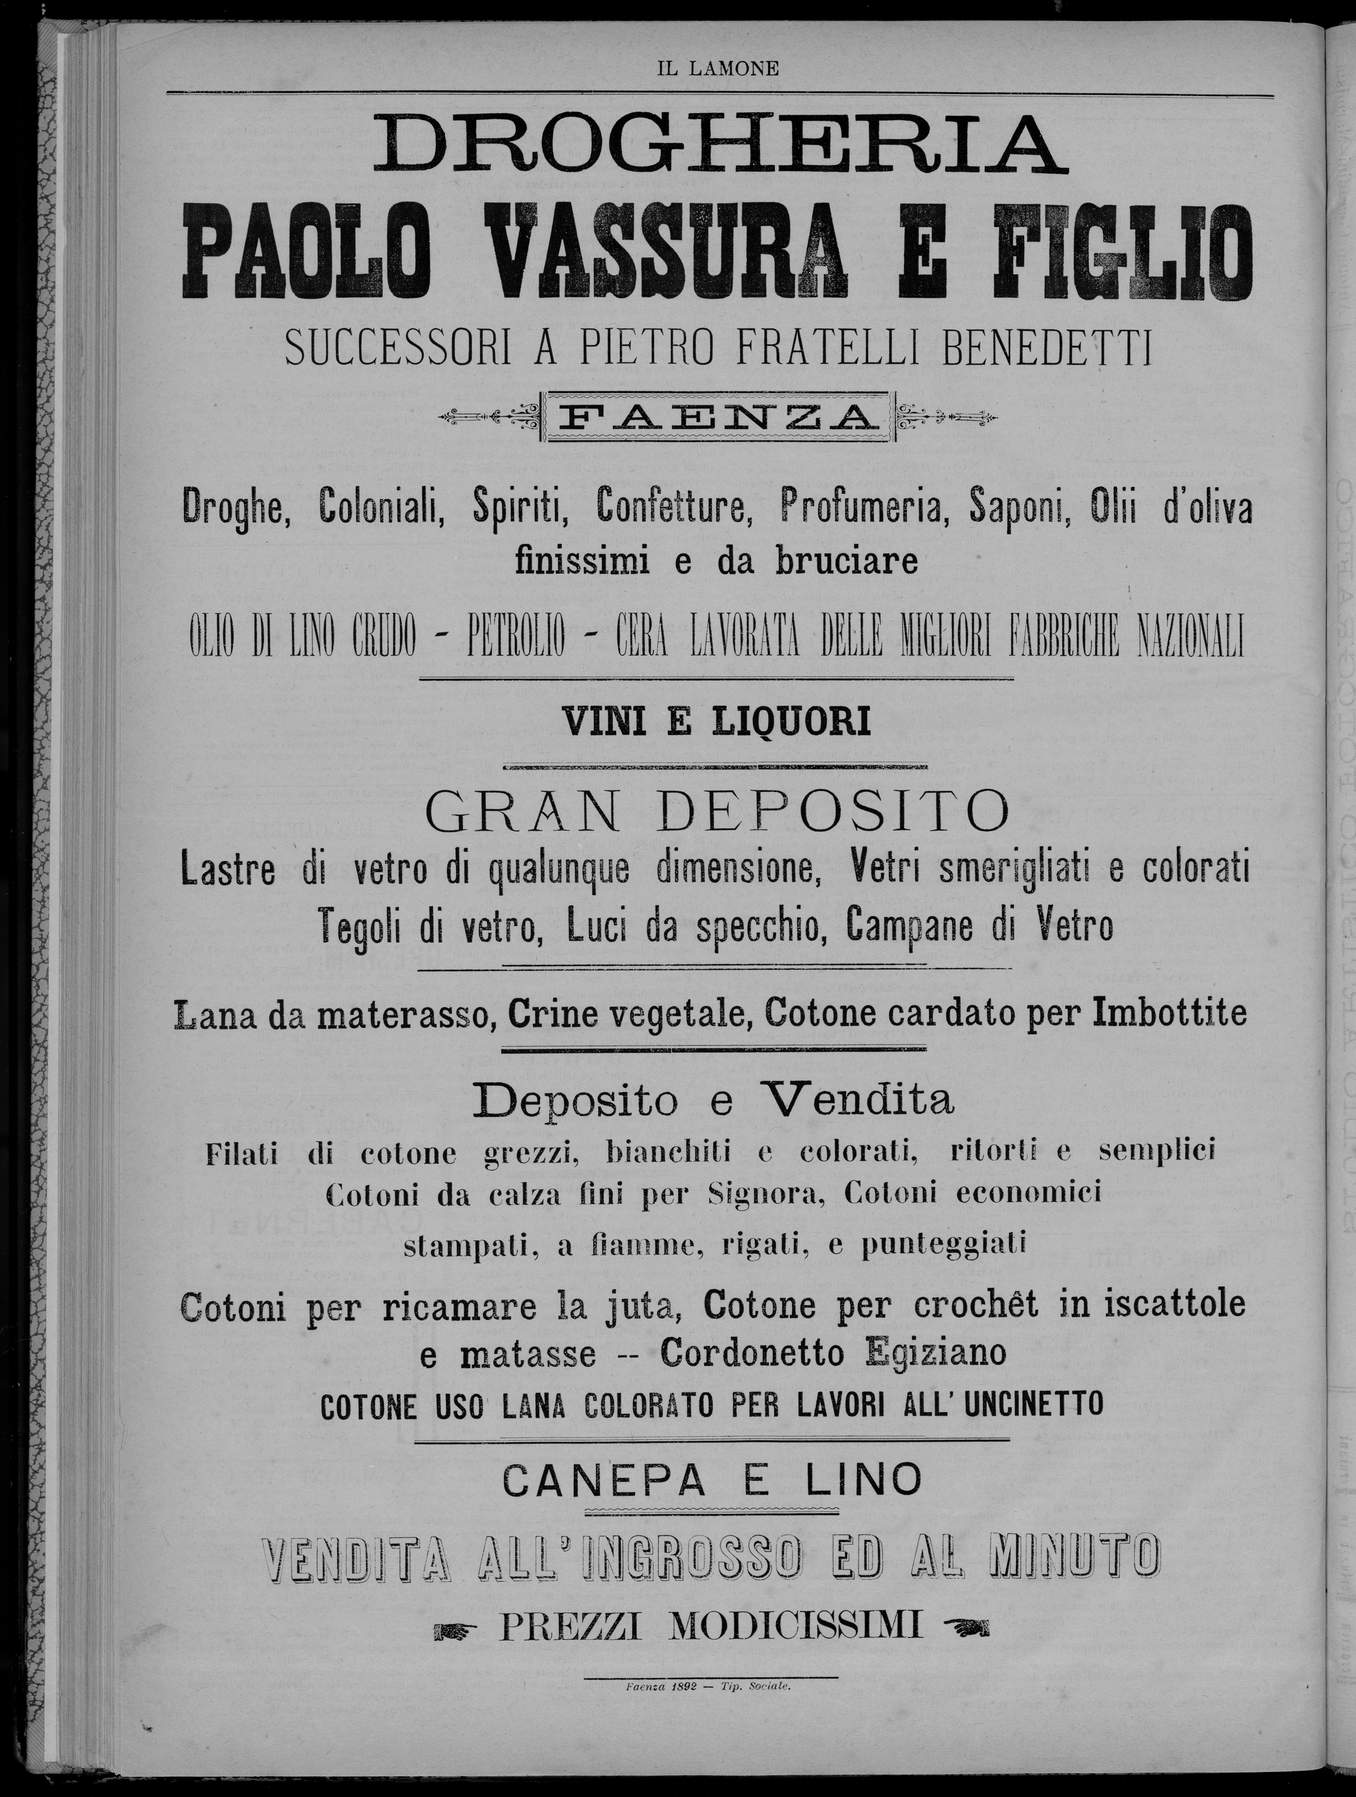 IL LAMONE
DROGHERIA
PAOLO VASSURA E FIGLIO
SUCCESSORI A PIETRO FRATELLI BENEDETTI
FAENZA
Droghe, Coloniali, Spiriti, Confetture, Profumeria, Saponi, Olii d'oliva
finissimi e da bruciare
OLIO DI LINO CRUDO - PETROLIO - CERA LAVORATA DELLE MIGLIORI FABBRICHE NAZIONALI
VINI E LIQUORI
GRAN DEPOSITO
Lastre di vetro di qualunque dimensione, Vetri smerigliati e colorati
Tegoli di vetro, Luci da specchio, Campane di Vetro
Lana da materasso, Crine vegetale, Cotone cardato per Imbottite
Deposito e Vendita
Filati di cotone grezzi, bianchiti e colorati, ritorti e semplici
Cotoni da calza fini per Signora, Cotoni economici
stampati, a fiamme, rigati, e punteggiati
Cotoni per ricamare la juta, Cotone per crochêt in iscattole
e matasse -- Cordonetto Egiziano
COTONE USO LANA COLORATO PER LAVORI ALL' UNCINETTO
CANEPA E LINO
VENDITA ALL'INGROSSO ED AL MINUTO
PREZZI MODICISSIMI
Faenza 1892 — Tip. Sociale.